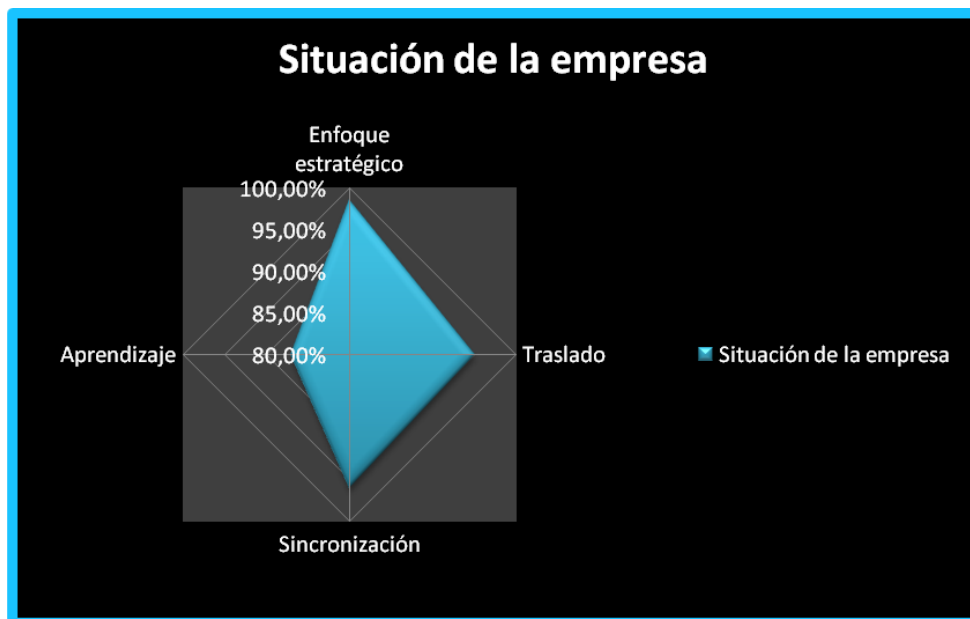 Situación de la empresa
Enfoque
estratégico
100,00%
95,00%
90,00%
85,00%
80,00%
Aprendizaje
Traslado
Situación de la empresa
Sincronización